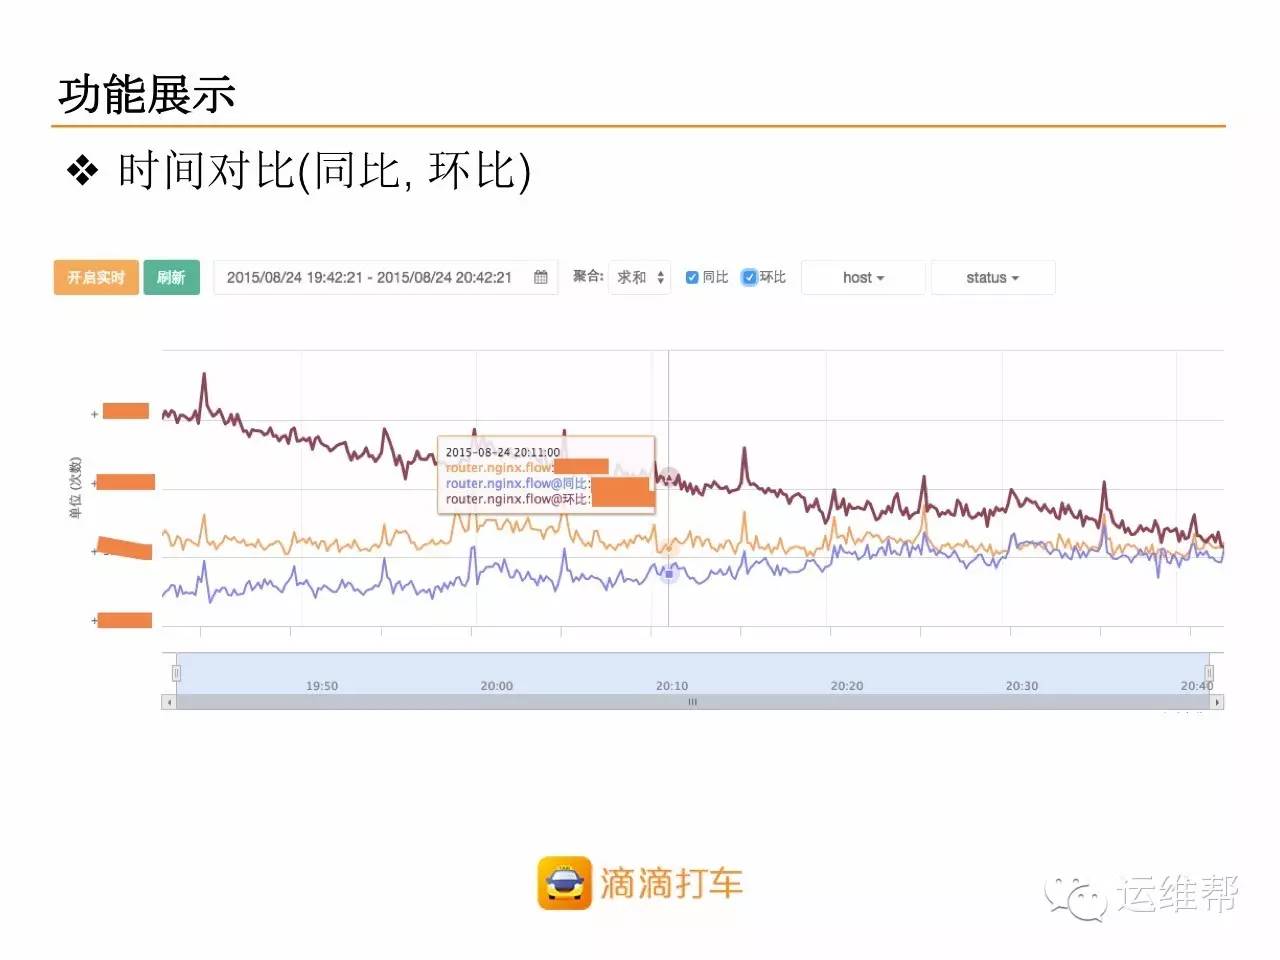 功能展示
❖ 时间对比(同比, 环比)
开启实时 刷新 2015/08/24 19:42:21 - 2015/08/24 20:42:21 聚合: 求和 同比 环比 host status
单位 (次数)
2015-08-24 20:11:00
router.nginx.flow:
router.nginx.flow@同比:
router.nginx.flow@环比:
19:50 20:00 20:10 20:20 20:30 20:40
滴滴打车
运维帮